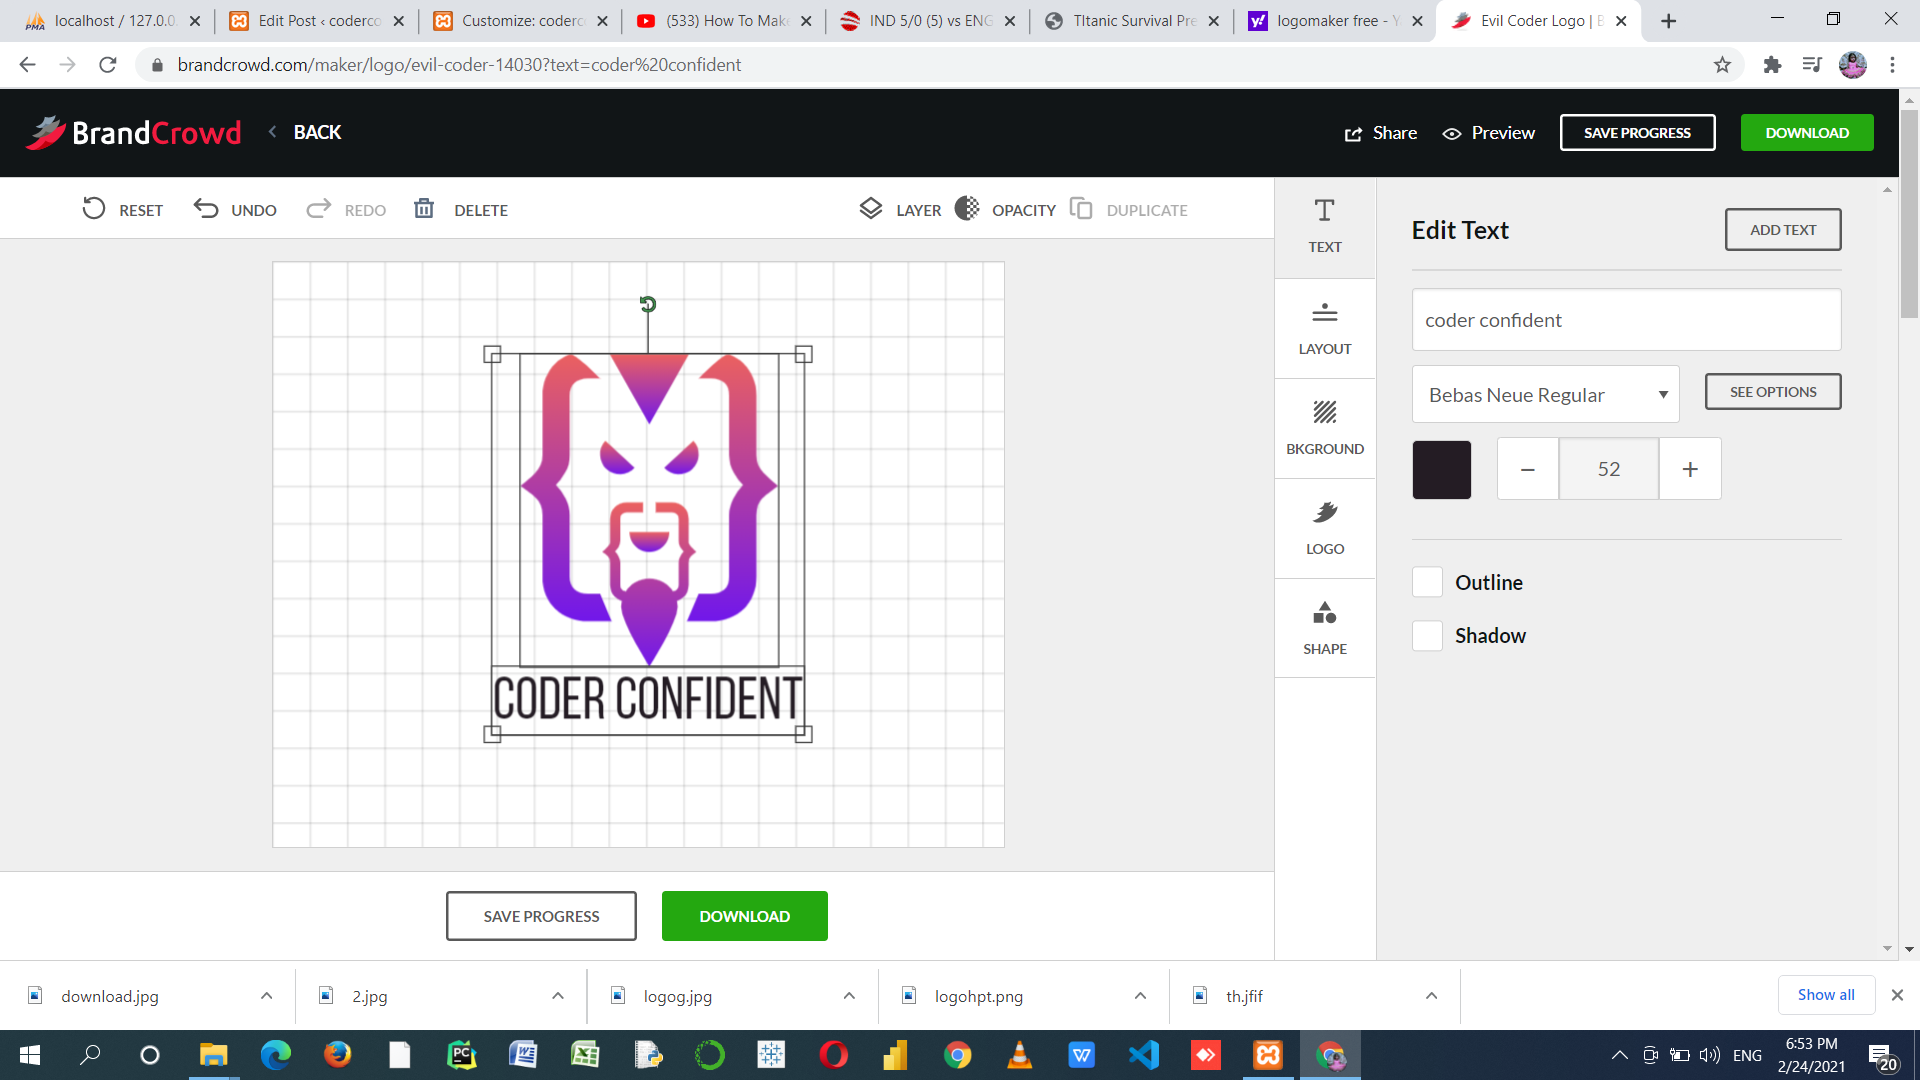 localhost / 127.0.0
Edit Post ‹ coderco
Customize: coderc
(533) How To Make
IND 5/0 (5) vs ENG
TItanic Survival Pre
logomaker free - Y
Evil Coder Logo | B
brandcrowd.com/maker/logo/evil-coder-14030?text=coder%20confident
BrandCrowd
BACK
Share
Preview
SAVE PROGRESS
DOWNLOAD
RESET
UNDO
REDO
DELETE
LAYER
OPACITY
DUPLICATE
TEXT
LAYOUT
BKGROUND
LOGO
SHAPE
Edit Text
ADD TEXT
coder confident
Bebas Neue Regular
SEE OPTIONS
52
Outline
Shadow
CODER CONFIDENT
SAVE PROGRESS
DOWNLOAD
download.jpg
2.jpg
logog.jpg
logohpt.png
th.jfif
Show all
ENG
6:53 PM
2/24/2021
20